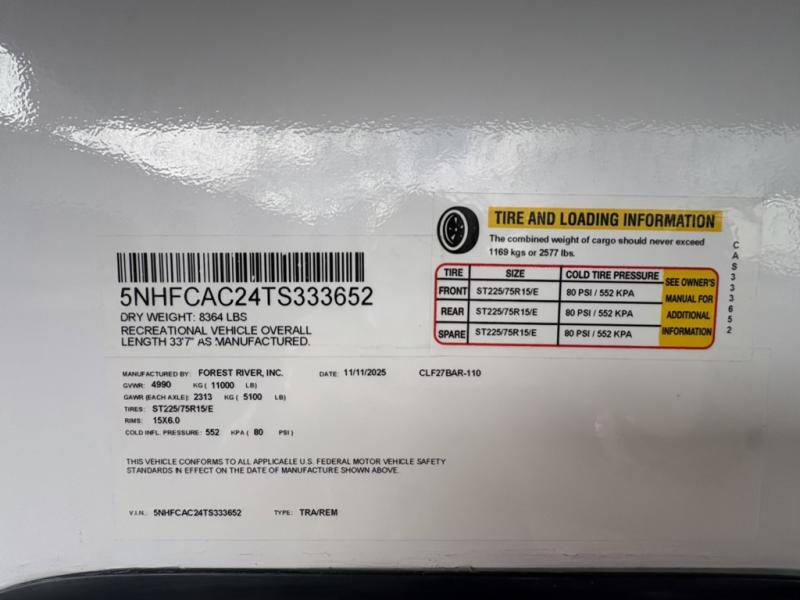 5NHFCAC24TS333652
DRY WEIGHT: 8364 LBS
RECREATIONAL VEHICLE OVERALL
LENGTH 33'7" AS MANUFACTURED.
TIRE AND LOADING INFORMATION
The combined weight of cargo should never exceed
1169 kgs or 2577 lbs.
TIRE SIZE COLD TIRE PRESSURE
FRONT ST225/75R15/E 80 PSI / 552 KPA
REAR ST225/75R15/E 80 PSI / 552 KPA
SPARE ST225/75R15/E 80 PSI / 552 KPA
SEE OWNER'S
MANUAL FOR
ADDITIONAL
INFORMATION
CAS333652
MANUFACTURED BY: FOREST RIVER, INC. DATE: 11/11/2025 CLF27BAR-110
GVWR: 4990 KG ( 11000 LB)
GAWR (EACH AXLE): 2313 KG ( 5100 LB)
TIRES: ST225/75R15/E
RIMS: 15X6.0
COLD INFL. PRESSURE: 552 KPA ( 80 PSI )
THIS VEHICLE CONFORMS TO ALL APPLICAELE U.S. FEDERAL MOTOR VEHICLE SAFETY
STANDARDS IN EFFECT ON THE DATE OF MANUFACTURE SHOWN ABOVE.
V.I.N.: 5NHFCAC24TS333652 TYPE: TRA/REM